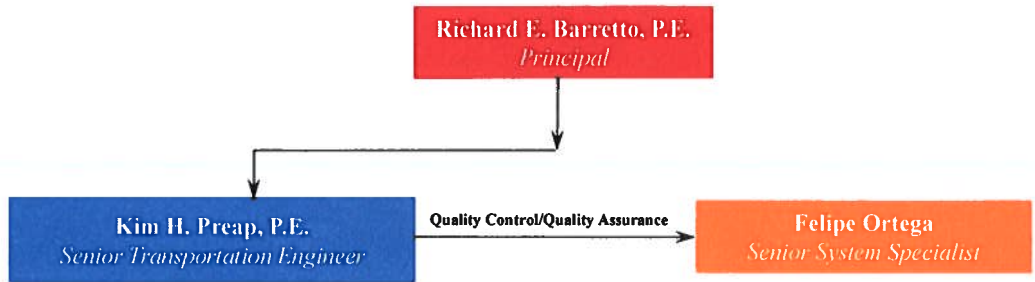 Richard E. Barretto, P.E.
Principal
Kim H. Preap, P.E.
Senior Transportation Engineer
Quality Control/Quality Assurance
Felipe Ortega
Senior System Specialist